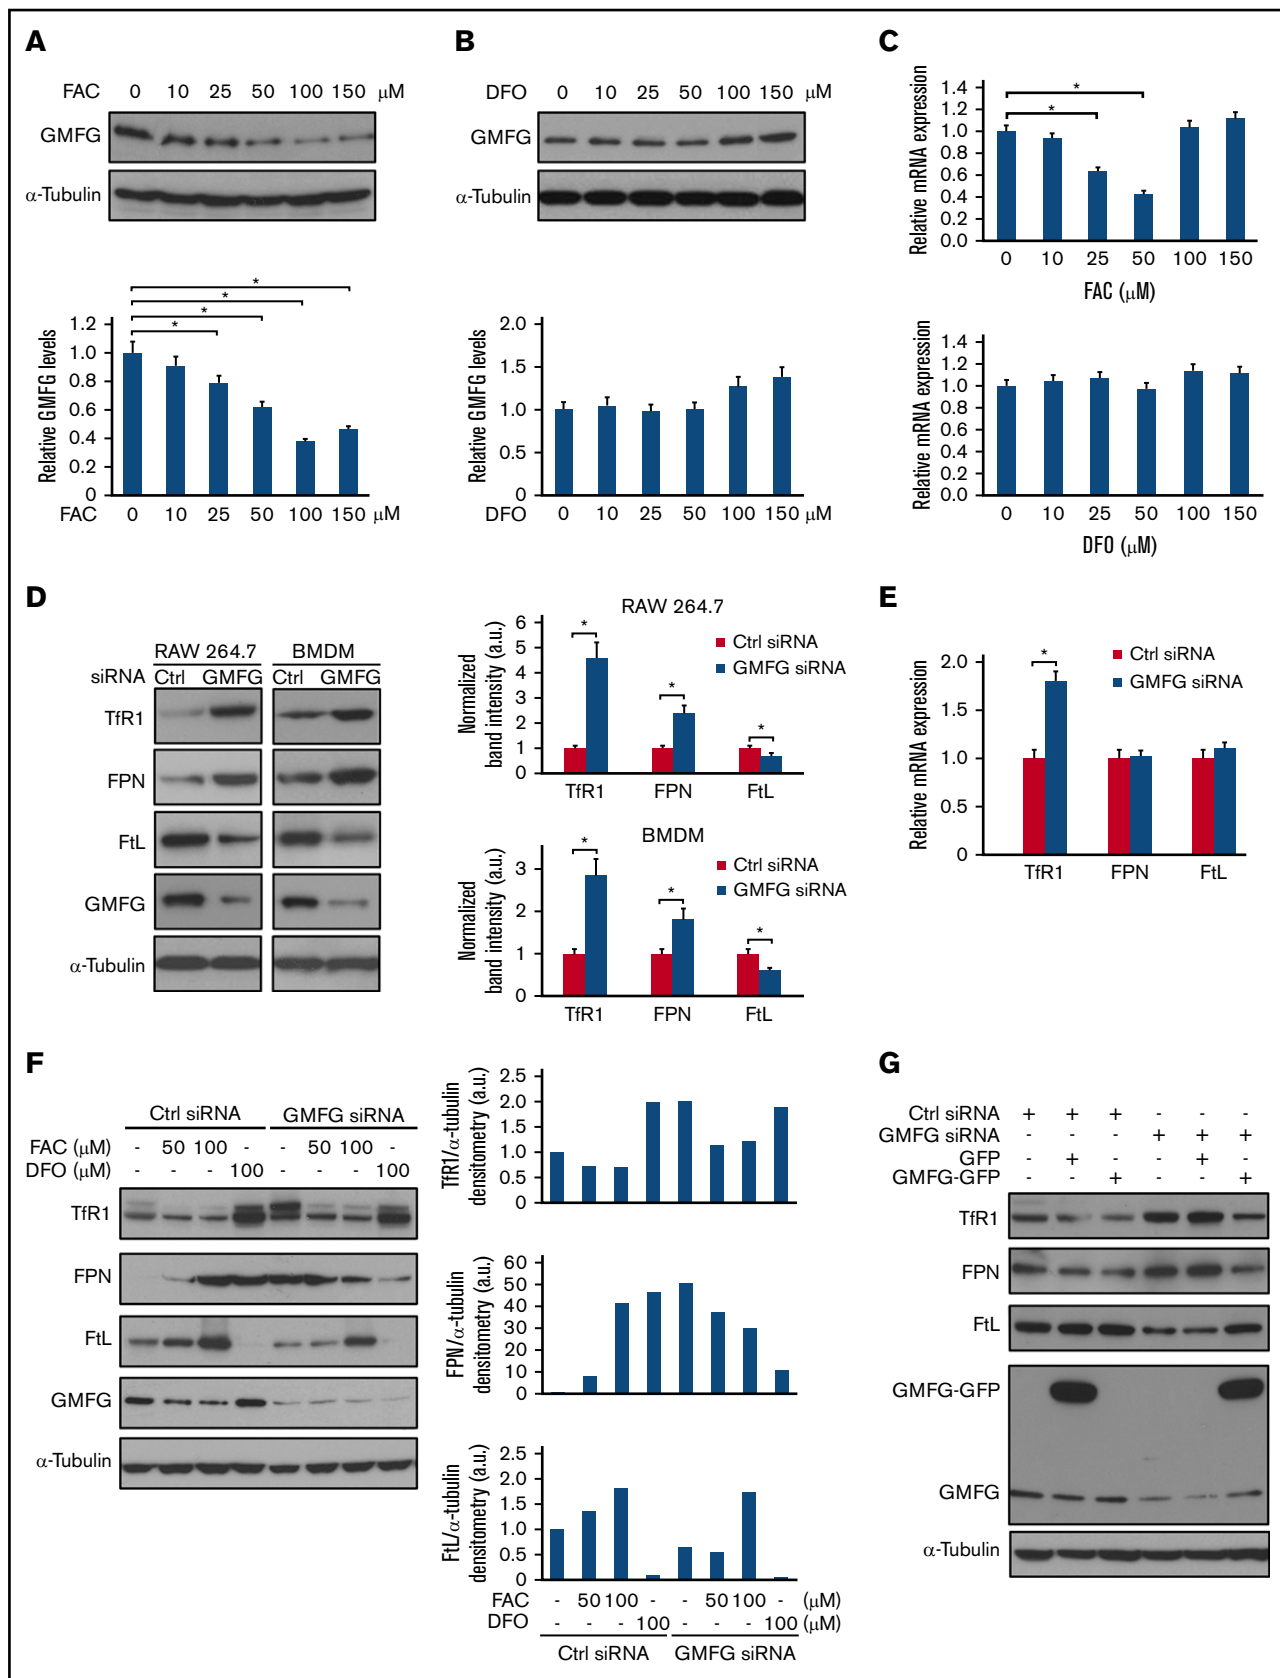 A
FAC 0 10 25 50 100 150 μM
GMFG
α-Tubulin
* * * *
Relative GMFG levels
1.2
1.0
0.8
0.6
0.4
0.2
0
FAC 0 10 25 50 100 150 μM
B
DFO 0 10 25 50 100 150 μM
GMFG
α-Tubulin
Relative GMFG levels
2.0
1.5
1.0
0.5
0
DFO 0 10 25 50 100 150 μM
C
Relative mRNA expression
1.4
1.2
1.0
0.8
0.6
0.4
0.2
0.0
* *
0 10 25 50 100 150
FAC (μM)
Relative mRNA expression
1.4
1.2
1.0
0.8
0.6
0.4
0.2
0.0
0 10 25 50 100 150
DFO (μM)
D
RAW 264.7 BMDM
siRNA Ctrl GMFG Ctrl GMFG
TfR1
FPN
FtL
GMFG
α-Tubulin
RAW 264.7
Normalized
band intensity (a.u.)
6
5
4
3
2
1
0
* * *
Ctrl siRNA
GMFG siRNA
TfR1 FPN FtL
BMDM
Normalized
band intensity (a.u.)
3
2
1
0
* * *
Ctrl siRNA
GMFG siRNA
TfR1 FPN FtL
E
Relative mRNA expression
2.0
1.5
1.0
0.5
0
*
Ctrl siRNA
GMFG siRNA
TfR1 FPN FtL
F
Ctrl siRNA GMFG siRNA
FAC (μM) - 50 100 - - 50 100 -
DFO (μM) - - - 100 - - - 100
TfR1
FPN
FtL
GMFG
α-Tubulin
TfR1/α-tubulin
densitometry (a.u.)
2.5
2.0
1.5
1.0
0.5
0
FPN/α-tubulin
densitometry (a.u.)
60
50
40
30
20
10
0
FtL/α-tubulin
densitometry (a.u.)
2.5
2.0
1.5
1.0
0.5
0
FAC - 50 100 - - 50 100 - (μM)
DFO - - - 100 - - - 100 (μM)
Ctrl siRNA GMFG siRNA
G
Ctrl siRNA + + + - - -
GMFG siRNA - - - + + +
GFP - + - - + -
GMFG-GFP - - + - - +
TfR1
FPN
FtL
GMFG-GFP
GMFG
α-Tubulin